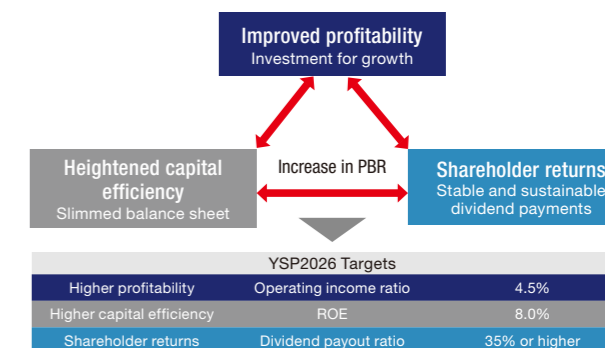 Improved profitability
Investment for growth
Heightened capital
efficiency
Slimmed balance sheet
Increase in PBR
Shareholder returns
Stable and sustainable
dividend payments
YSP2026 Targets
Higher profitability Operating income ratio 4.5%
Higher capital efficiency ROE 8.0%
Shareholder returns Dividend payout ratio 35% or higher